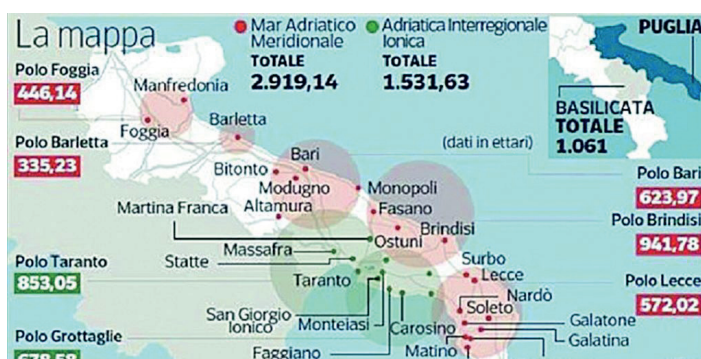 La mappa
Mar Adriatico
Meridionale
TOTALE
2.919,14
Adriatica Interregionale
Ionica
TOTALE
1.531,63
PUGLIA
BASILICATA
TOTALE
1.061
(dati in ettari)
Polo Foggia
446,14
Manfredonia
Foggia
Barletta
Polo Barletta
335,23
Bari
Bitonto
Modugno
Altamura
Monopoli
Fasano
Polo Bari
623,97
Martina Franca
Ostuni
Brindisi
Polo Brindisi
941,78
Massafra
Statte
Surbo
Lecce
Polo Taranto
853,05
Taranto
Polo Lecce
572,02
San Giorgio
Ionico
Monteiasi
Carosino
Nardò
Soleto
Galatone
Galatina
Polo Grottaglie
678,58
Faggiano
Matino